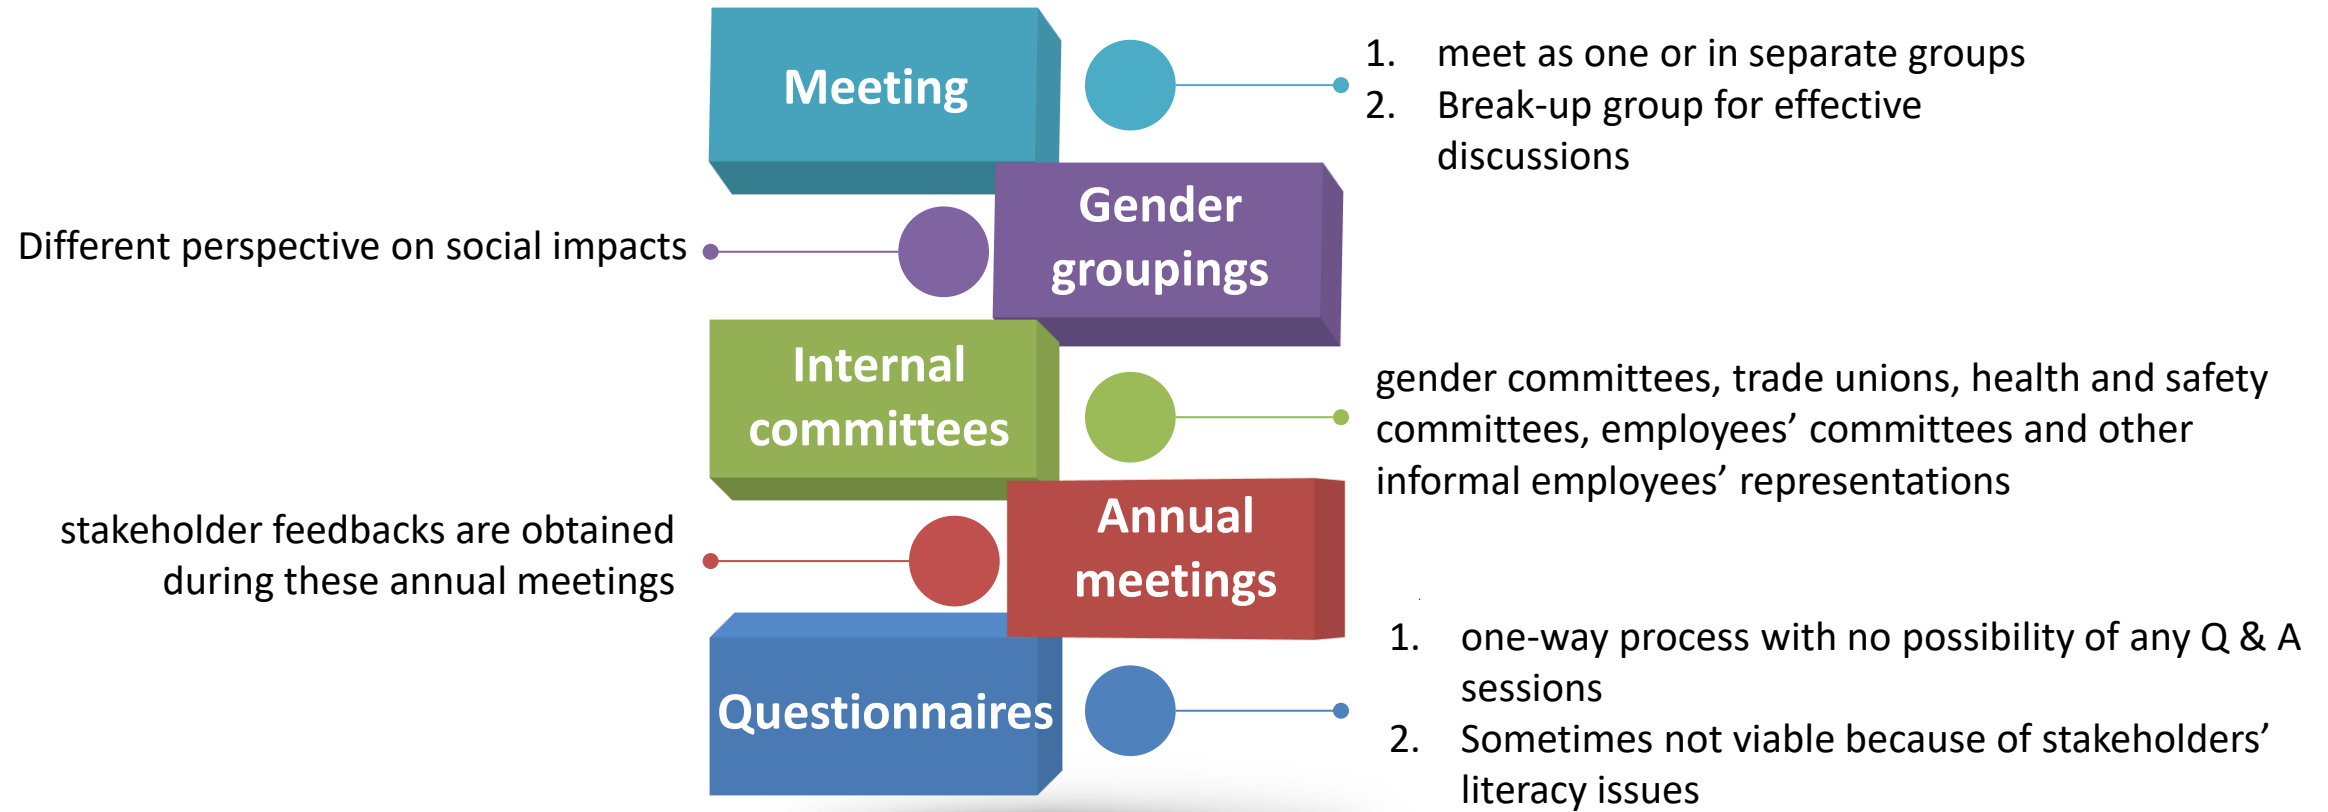 Meeting
1. meet as one or in separate groups
2. Break-up group for effective
discussions
Gender
groupings
Different perspective on social impacts
Internal
committees
gender committees, trade unions, health and safety
committees, employees’ committees and other
informal employees’ representations
Annual
meetings
stakeholder feedbacks are obtained
during these annual meetings
Questionnaires
1. one-way process with no possibility of any Q & A
sessions
2. Sometimes not viable because of stakeholders’
literacy issues